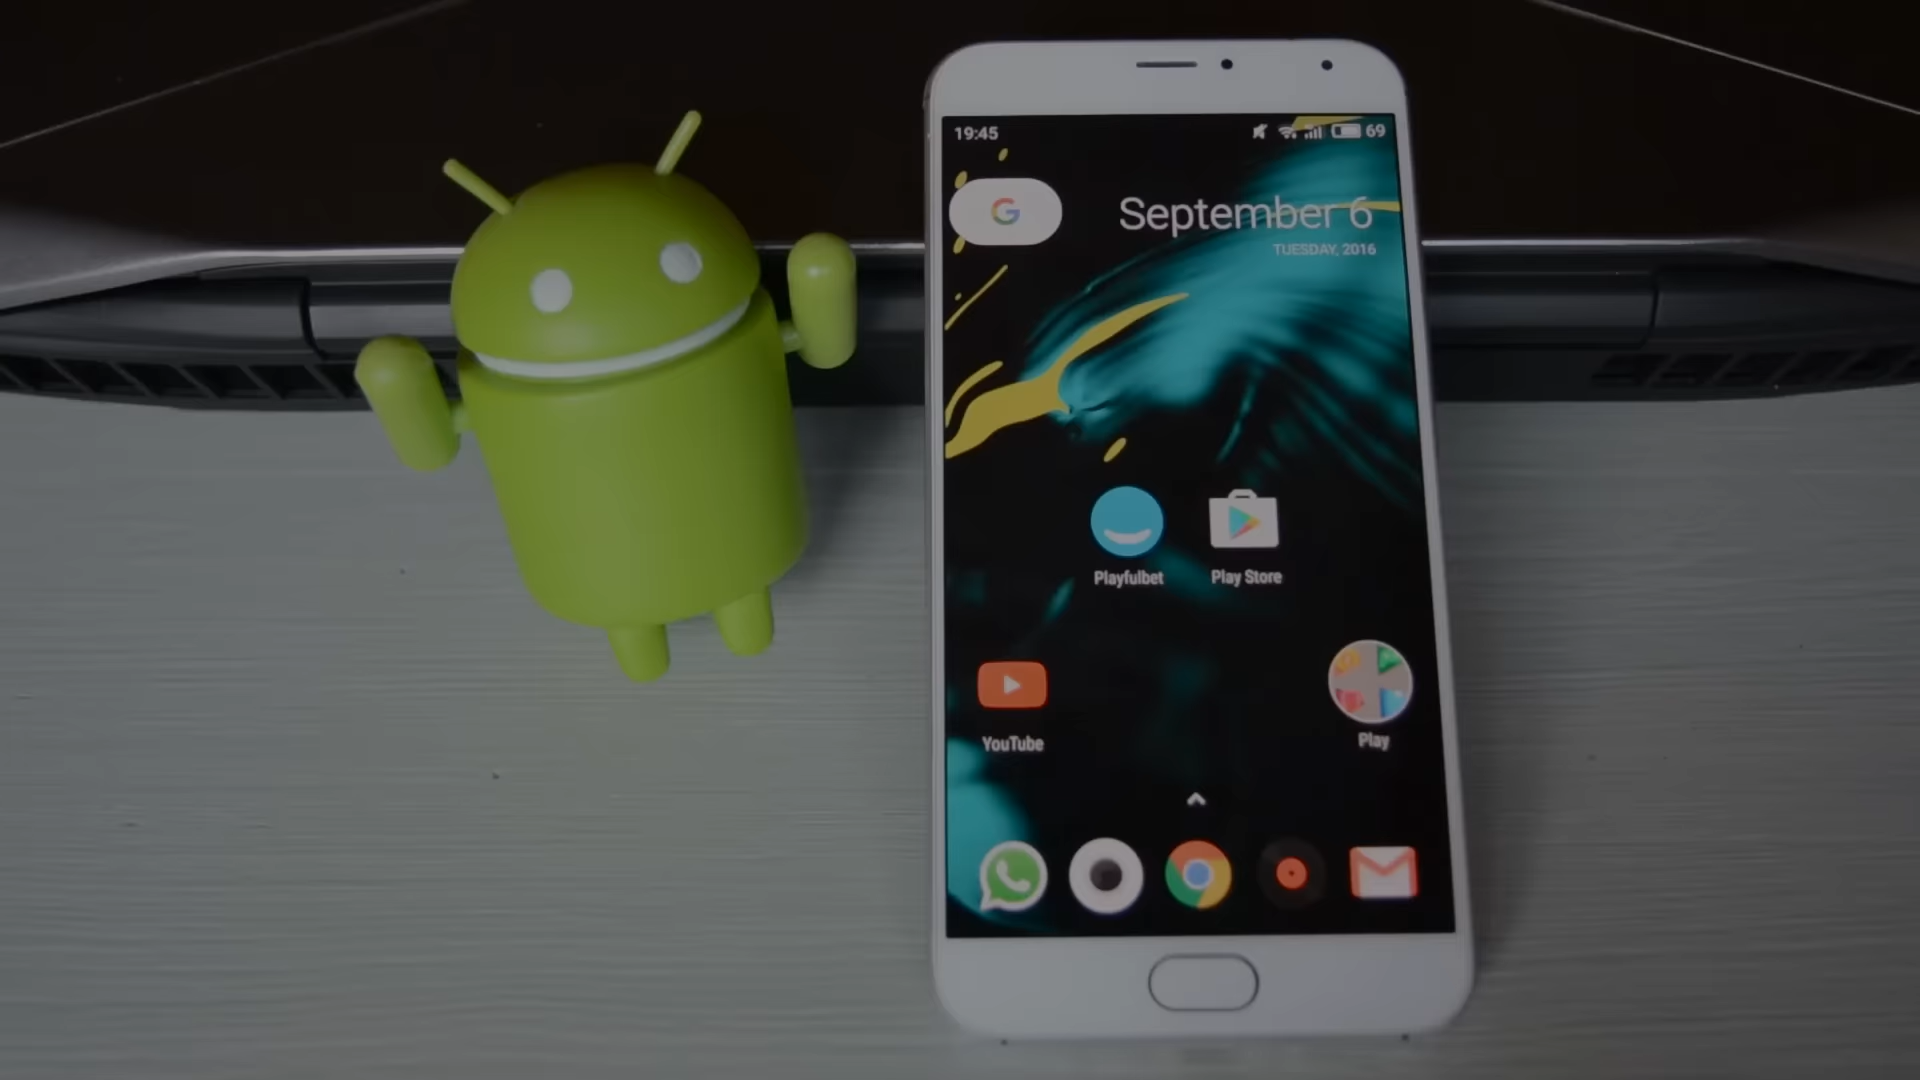 19:45
69
G
September 6
TUESDAY, 2016
Playfulbet
Play Store
YouTube
Play